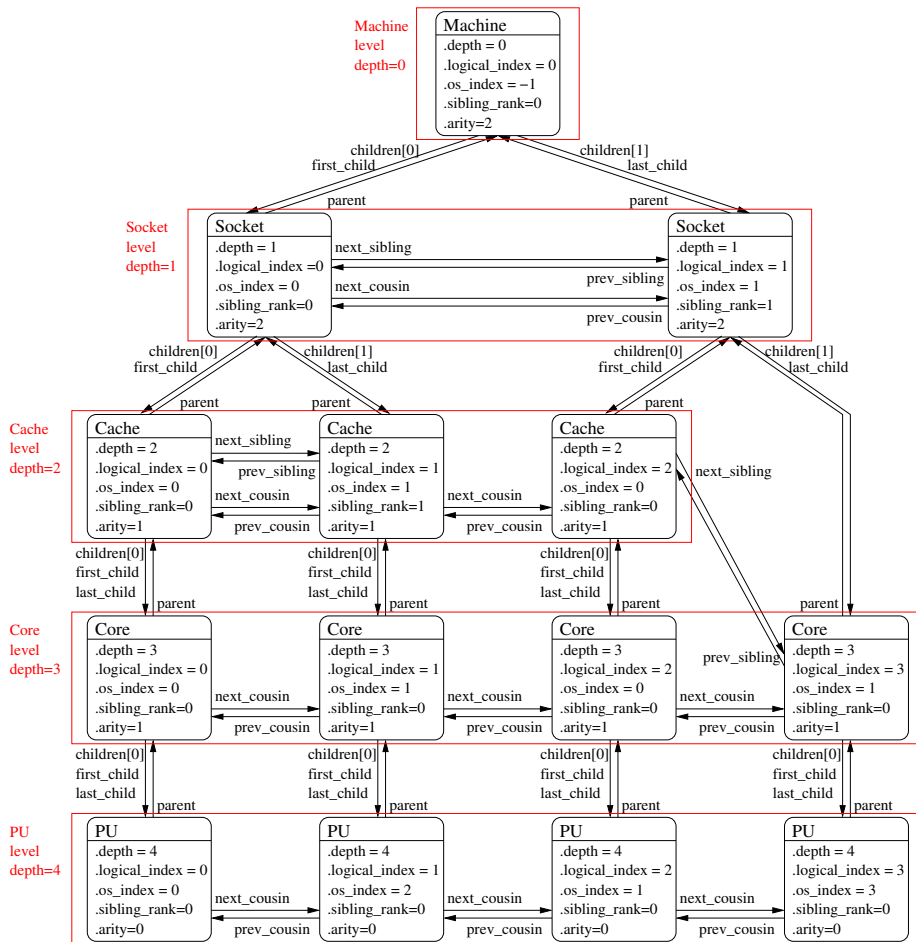 Machine
level
depth=0
Machine
.depth = 0
.logical_index = 0
.os_index = −1
.sibling_rank=0
.arity=2
children[0]
first_child
parent
children[1]
last_child
parent
Socket
level
depth=1
Socket
.depth = 1
.logical_index =0
.os_index = 0
.sibling_rank=0
.arity=2
next_sibling
prev_sibling
next_cousin
prev_cousin
Socket
.depth = 1
.logical_index = 1
.os_index = 1
.sibling_rank=1
.arity=2
children[0]
first_child
parent
children[1]
last_child
parent
children[0]
first_child
parent
children[1]
last_child
Cache
level
depth=2
Cache
.depth = 2
.logical_index = 0
.os_index = 0
.sibling_rank=0
.arity=1
next_sibling
prev_sibling
next_cousin
prev_cousin
Cache
.depth = 2
.logical_index = 1
.os_index = 1
.sibling_rank=1
.arity=1
next_cousin
prev_cousin
Cache
.depth = 2
.logical_index = 2
.os_index = 0
.sibling_rank=0
.arity=1
next_sibling
prev_sibling
children[0]
first_child
last_child
parent
children[0]
first_child
last_child
parent
children[0]
first_child
last_child
parent
parent
Core
level
depth=3
Core
.depth = 3
.logical_index = 0
.os_index = 0
.sibling_rank=0
.arity=1
next_cousin
prev_cousin
Core
.depth = 3
.logical_index = 1
.os_index = 1
.sibling_rank=0
.arity=1
next_cousin
prev_cousin
Core
.depth = 3
.logical_index = 2
.os_index = 0
.sibling_rank=0
.arity=1
next_cousin
prev_cousin
Core
.depth = 3
.logical_index = 3
.os_index = 1
.sibling_rank=0
.arity=1
children[0]
first_child
last_child
parent
children[0]
first_child
last_child
parent
children[0]
first_child
last_child
parent
children[0]
first_child
last_child
parent
PU
level
depth=4
PU
.depth = 4
.logical_index = 0
.os_index = 0
.sibling_rank=0
.arity=0
next_cousin
prev_cousin
PU
.depth = 4
.logical_index = 1
.os_index = 2
.sibling_rank=0
.arity=0
next_cousin
prev_cousin
PU
.depth = 4
.logical_index = 2
.os_index = 1
.sibling_rank=0
.arity=0
next_cousin
prev_cousin
PU
.depth = 4
.logical_index = 3
.os_index = 3
.sibling_rank=0
.arity=0